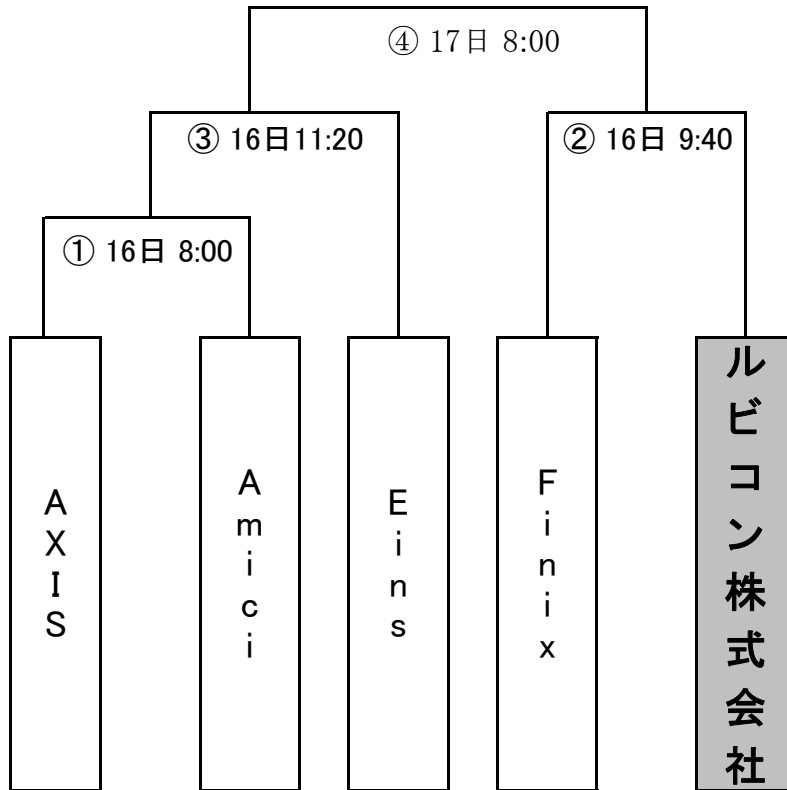 ④ 17日 8:00
③ 16日11:20
② 16日 9:40
① 16日 8:00
AXIS
Amici
Eins
Finix
ルビコン株式会社